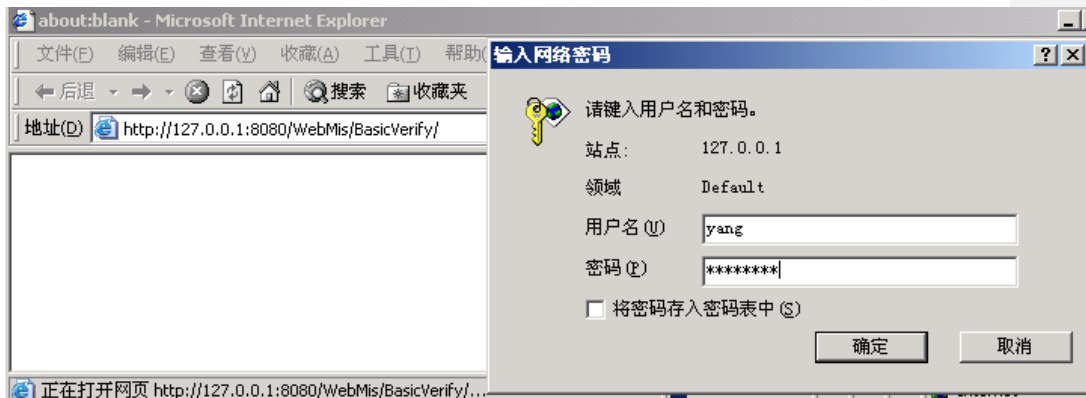 about:blank - Microsoft Internet Explorer
文件(F) 编辑(E) 查看(V) 收藏(A) 工具(T) 帮助(
后退 搜索 收藏夹
地址(D) http://127.0.0.1:8080/WebMis/BasicVerify/
输入网络密码
请键入用户名和密码。
站点: 127.0.0.1
领域 Default
用户名(U) yang
密码(P) ********
将密码存入密码表中(S)
确定 取消
正在打开网页 http://127.0.0.1:8080/WebMis/BasicVerify/...